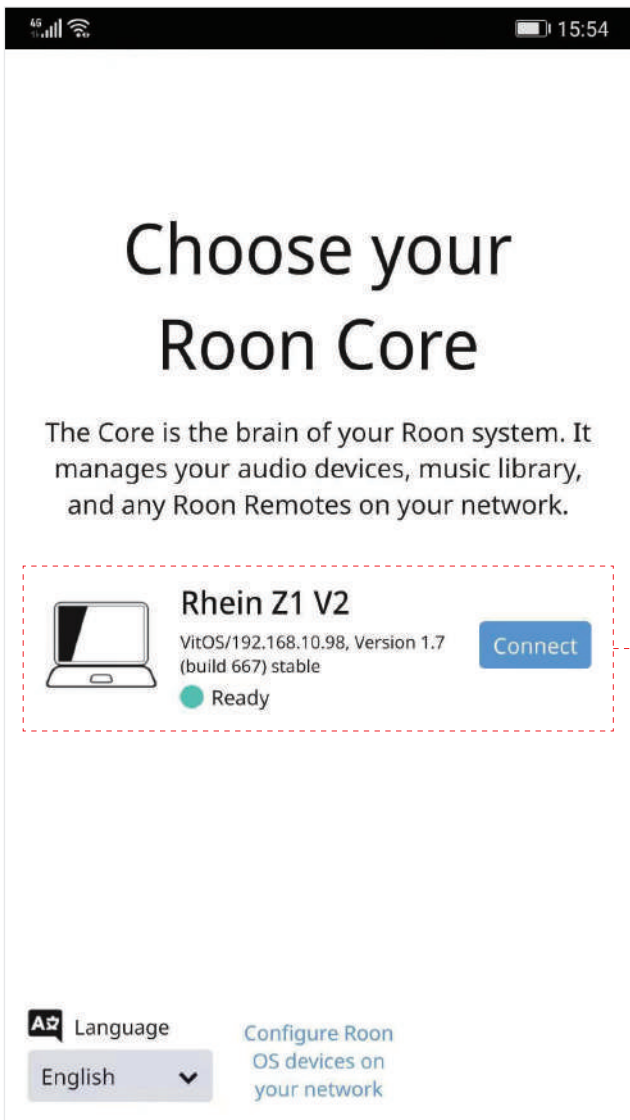 4G
15:54
Choose your
Roon Core
The Core is the brain of your Roon system. It
manages your audio devices, music library,
and any Roon Remotes on your network.
Rhein Z1 V2
VitOS/192.168.10.98, Version 1.7
(build 667) stable
Connect
Ready
A
Language
English
Configure Roon
OS devices on
your network